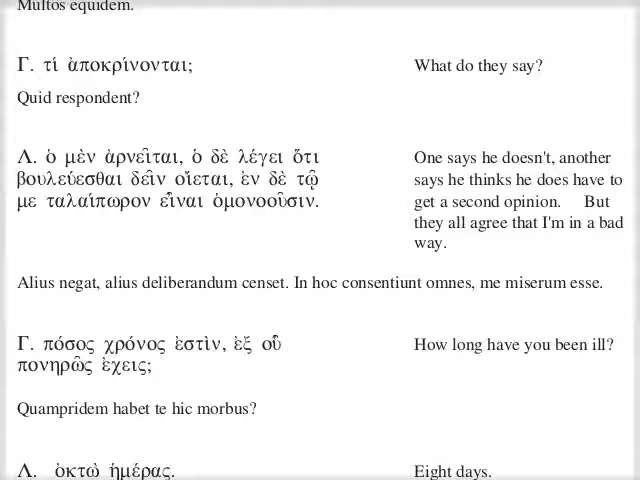 Multos equidem.
Γ. τί ἀποκρίνονται; What do they say?
Quid respondent?
Λ. ὁ μὲν ἀρνεῖται, ὁ δὲ λέγει ὅτι One says he doesn't, another
βουλεύεσθαι δεῖν οἴεται, ἐν δὲ τῷ says he thinks he does have to
με ταλαίπωρον εἶναι ὁμονοοῦσιν. get a second opinion. But
they all agree that I'm in a bad
way.
Alius negat, alius deliberandum censet. In hoc consentiunt omnes, me miserum esse.
Γ. πόσος χρόνος ἐστὶν, ἐξ οὗ How long have you been ill?
πονηρῶς ἐχεις;
Quampridem habet te hic morbus?
Λ. ὀκτὼ ἡμέρας. Eight days.